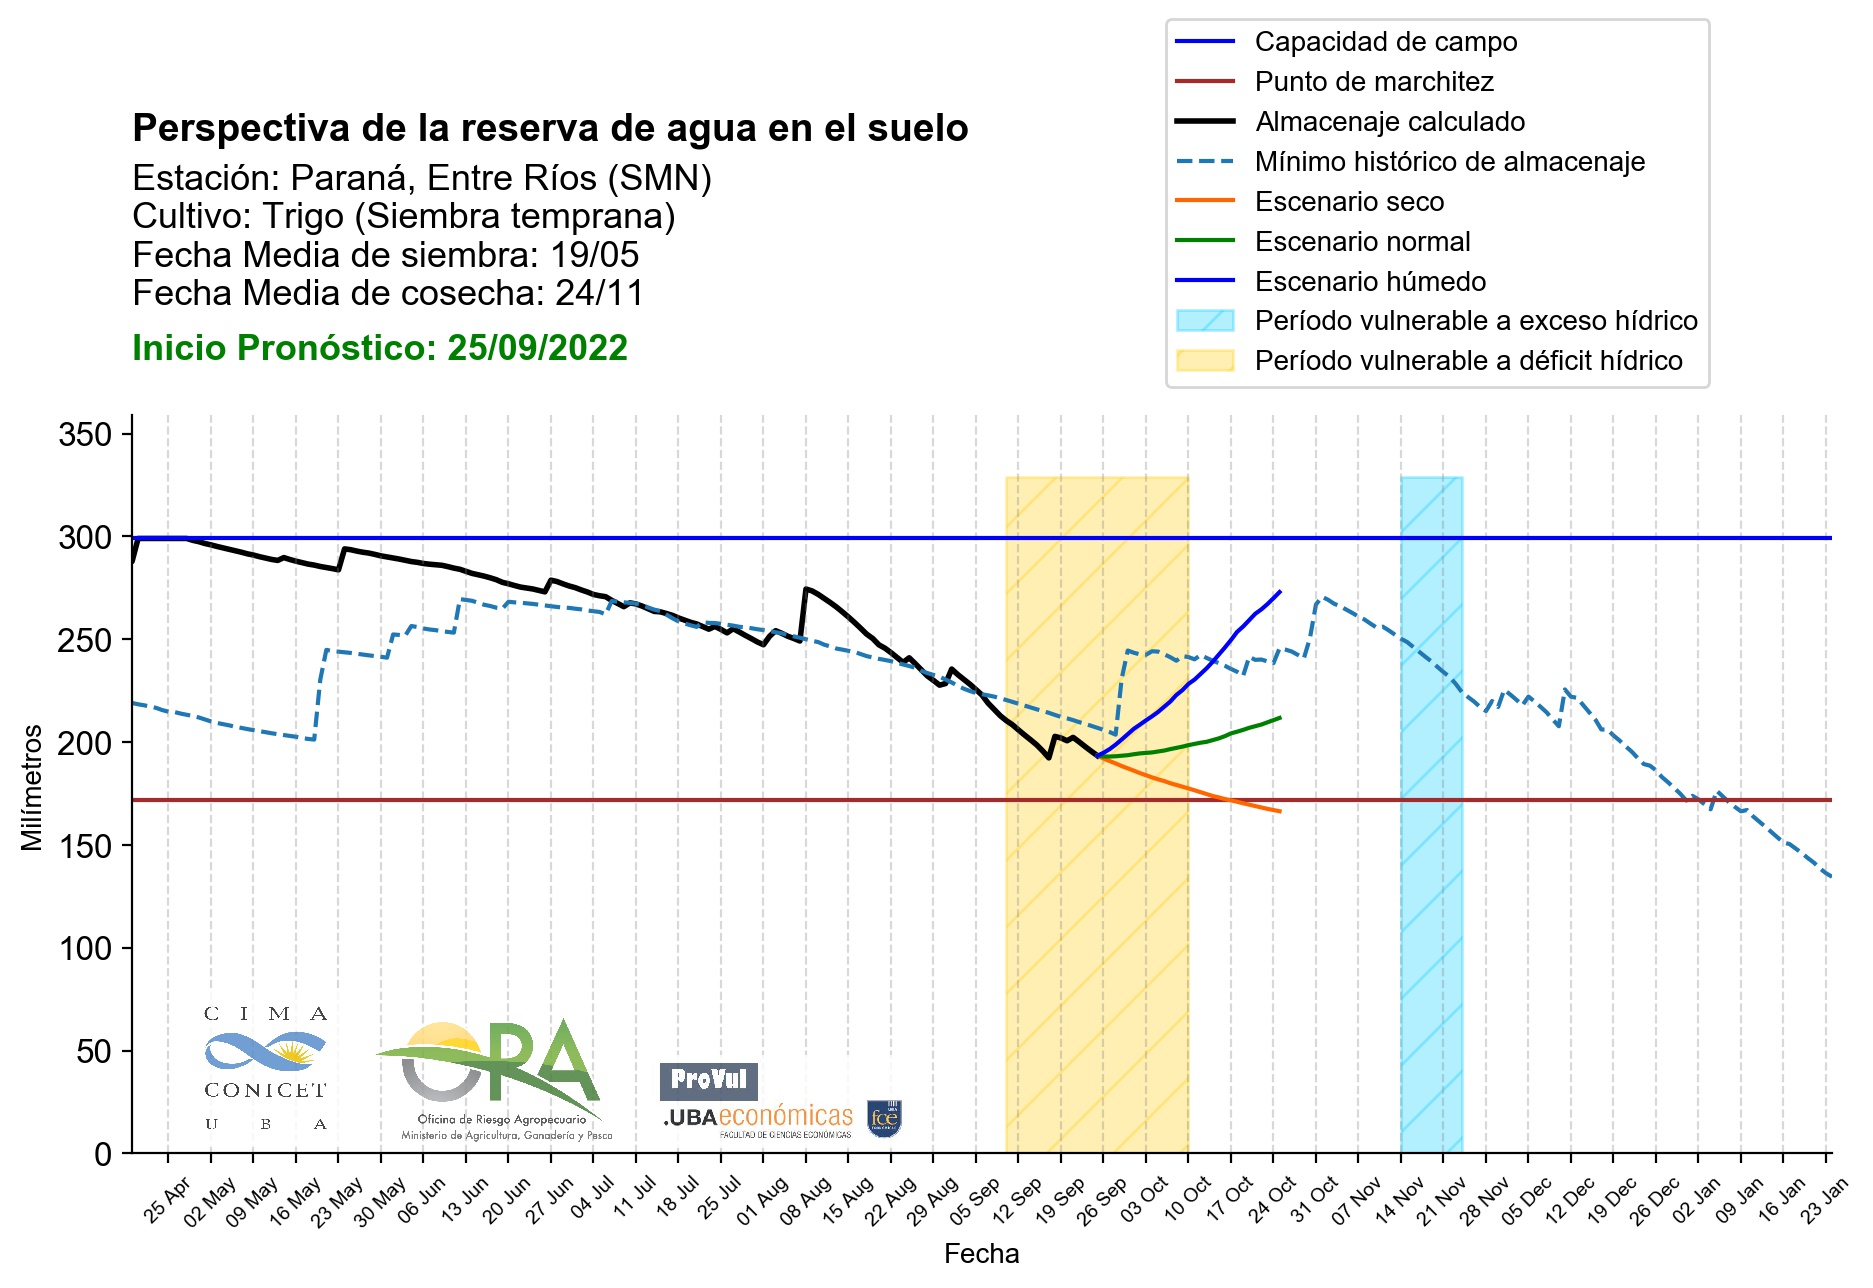 Capacidad de campo
Punto de marchitez
Almacenaje calculado
Mínimo histórico de almacenaje
Escenario seco
Escenario normal
Escenario húmedo
Período vulnerable a exceso hídrico
Período vulnerable a déficit hídrico
Perspectiva de la reserva de agua en el suelo
Estación: Paraná, Entre Ríos (SMN)
Cultivo: Trigo (Siembra temprana)
Fecha Media de siembra: 19/05
Fecha Media de cosecha: 24/11
Inicio Pronóstico: 25/09/2022
Milímetros
350
300
250
200
150
100
50
0
C I M A
CONICET
U B A
ORA
Oficina de Riesgo Agropecuario
Ministerio de Agricultura, Ganadería y Pesca
ProVul
.UBAeconómicas
FACULTAD DE CIENCIAS ECONÓMICAS
fce
25 Apr
02 May
09 May
16 May
23 May
30 May
06 Jun
13 Jun
20 Jun
27 Jun
04 Jul
11 Jul
18 Jul
25 Jul
01 Aug
08 Aug
15 Aug
22 Aug
29 Aug
05 Sep
12 Sep
19 Sep
26 Sep
03 Oct
10 Oct
17 Oct
24 Oct
31 Oct
07 Nov
14 Nov
21 Nov
28 Nov
05 Dec
12 Dec
19 Dec
26 Dec
02 Jan
09 Jan
16 Jan
23 Jan
Fecha